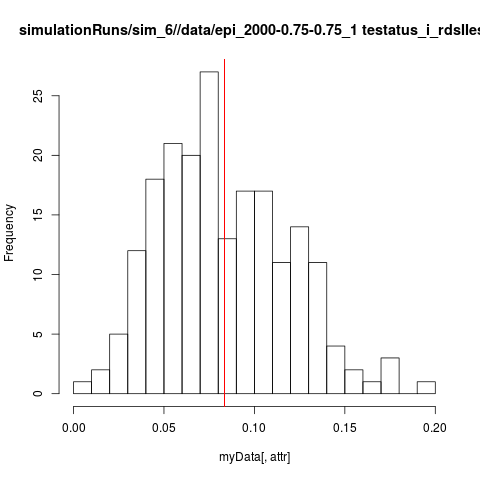 simulationRuns/sim_6//data/epi_2000-0.75-0.75_1 testatus_i_rdslles
Frequency
25
20
15
10
5
0
0.00 0.05 0.10 0.15 0.20
myData[, attr]